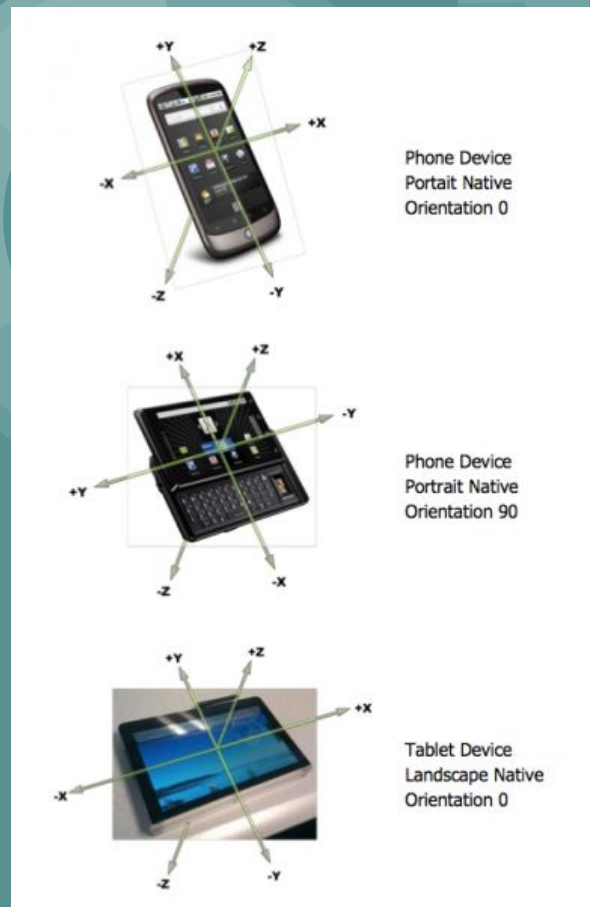 +Y
+Z
+X
-X
Phone Device
Portait Native
Orientation 0
-Z
-Y
+X
+Z
-Y
Phone Device
Portrait Native
Orientation 90
+Y
-Z
-X
+Y
+Z
+X
Tablet Device
Landscape Native
Orientation 0
-X
-Z
-Y